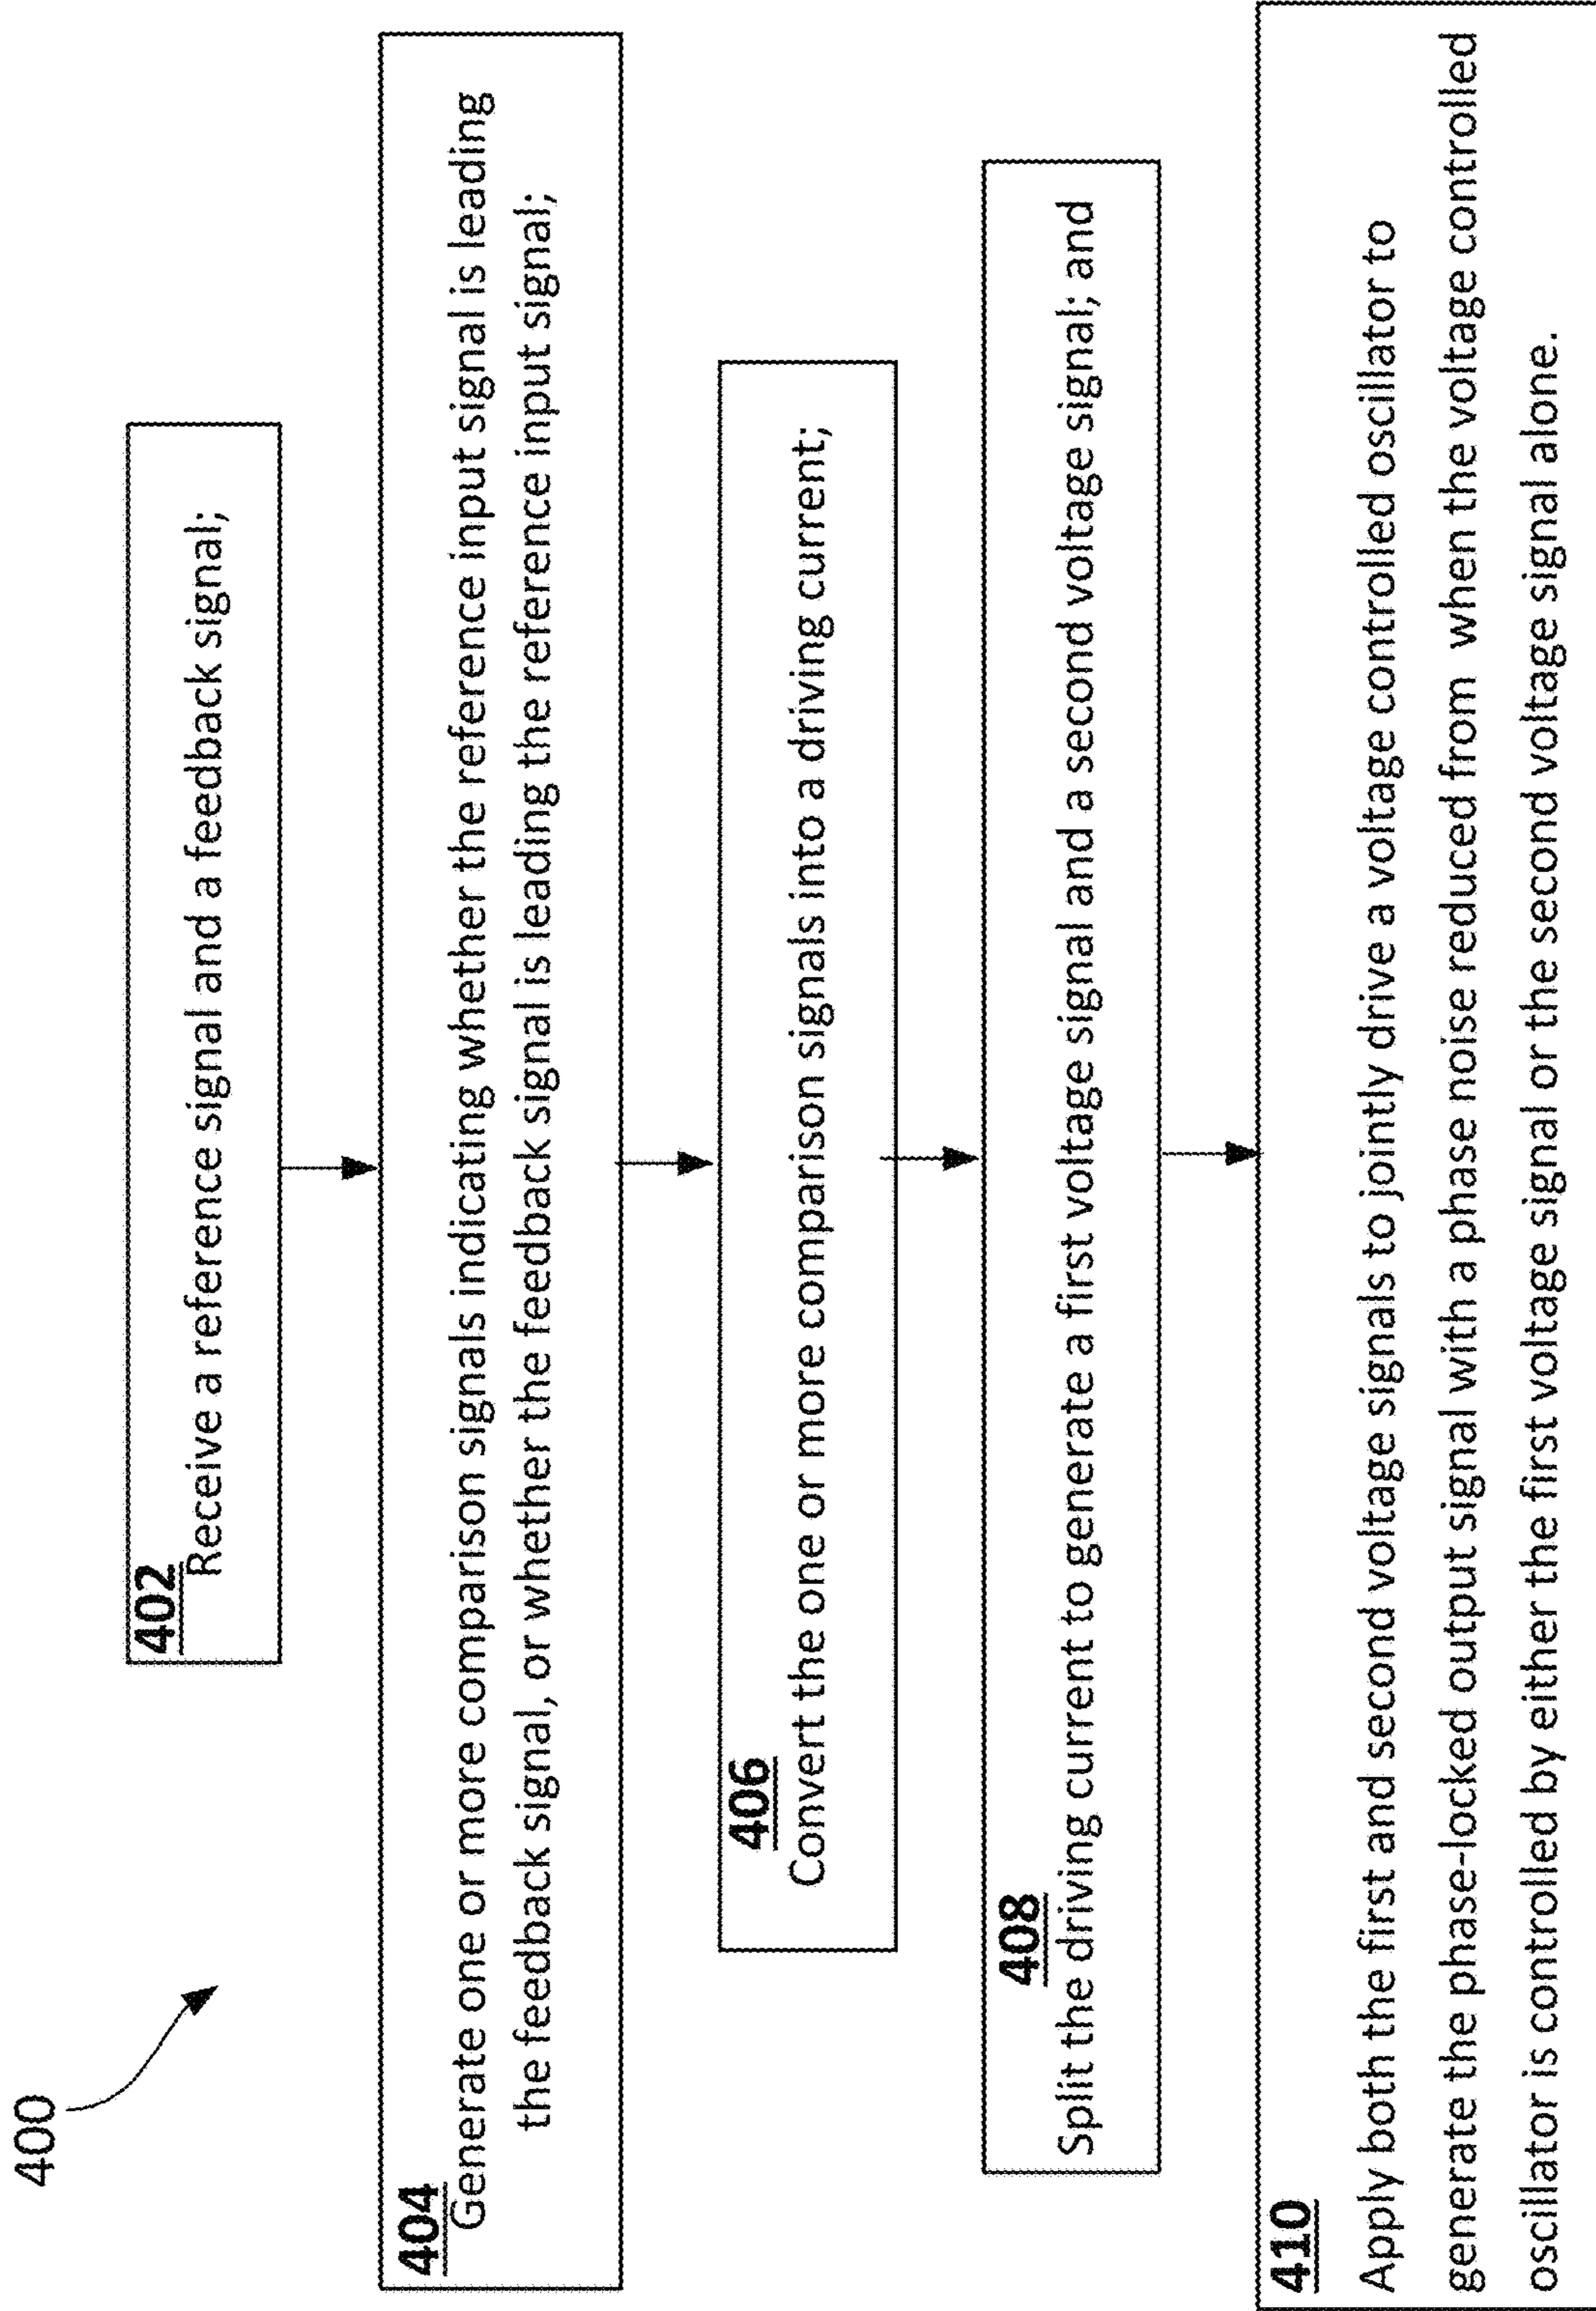 400
402
Receive a reference signal and a feedback signal;
404
Generate one or more comparison signals indicating whether the reference input signal is leading
the feedback signal, or whether the feedback signal is leading the reference input signal;
406
Convert the one or more comparison signals into a driving current;
408
Split the driving current to generate a first voltage signal and a second voltage signal; and
410
Apply both the first and second voltage signals to jointly drive a voltage controlled oscillator to
generate the phase-locked output signal with a phase noise reduced from when the voltage controlled
oscillator is controlled by either the first voltage signal or the second voltage signal alone.